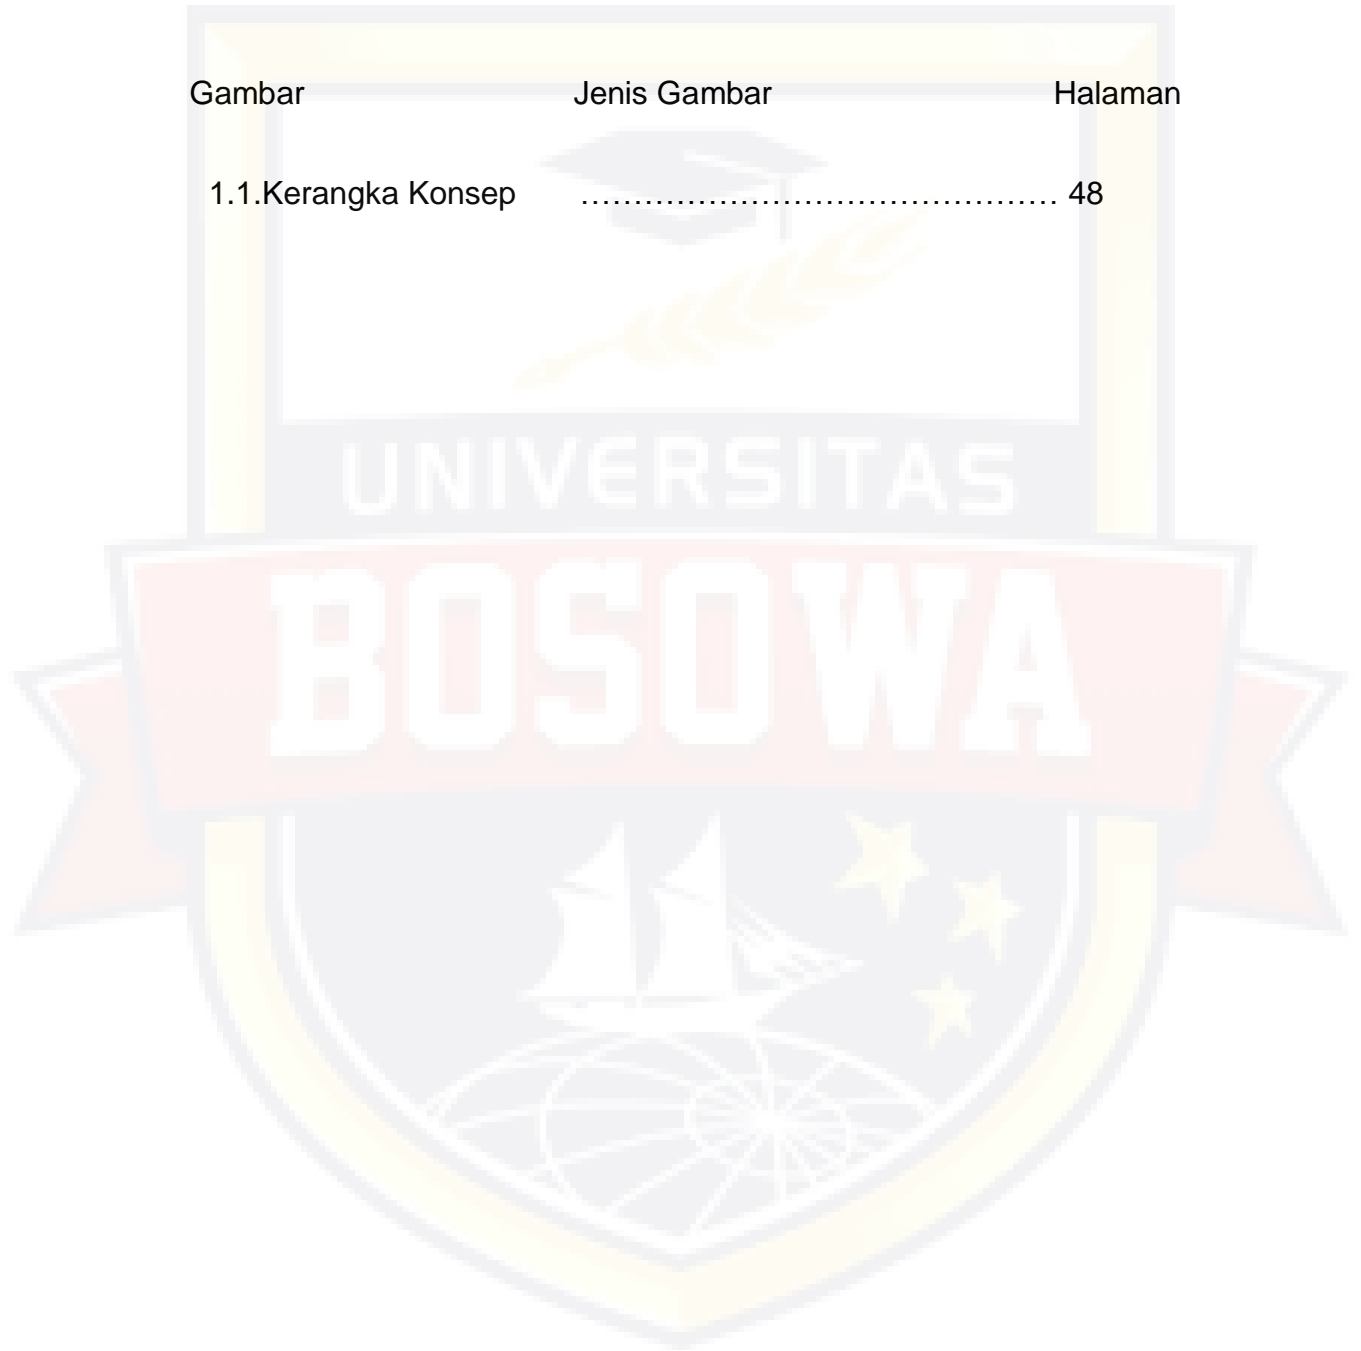 Gambar Jenis Gambar Halaman
1.1.Kerangka Konsep ………………………………………. 48
UNIVERSITAS
BOSOWA